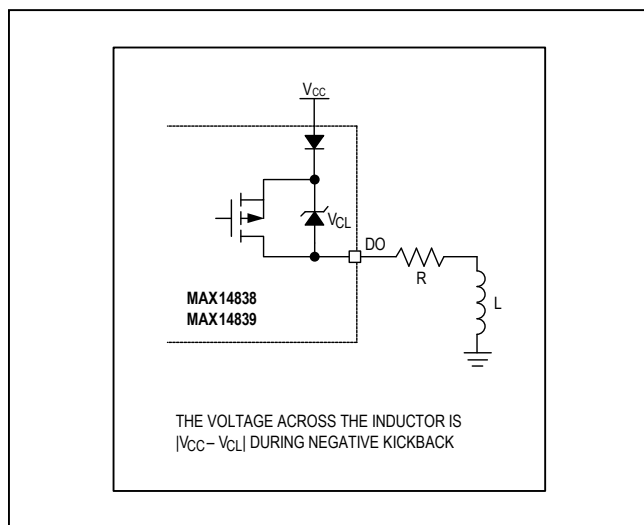 VCC
VCL
DO
R
L
MAX14838
MAX14839
THE VOLTAGE ACROSS THE INDUCTOR IS
|VCC – VCL| DURING NEGATIVE KICKBACK